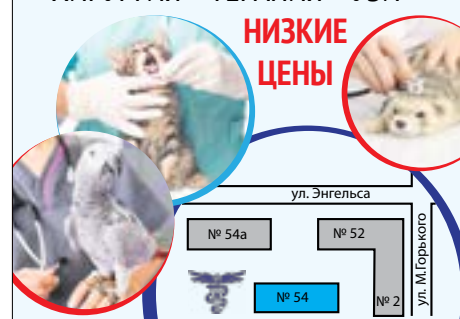 НИЗКИЕ
ЦЕНЫ
ул. Энгельса
№ 54а
№ 52
ул. М.Горького
№ 54
№ 2